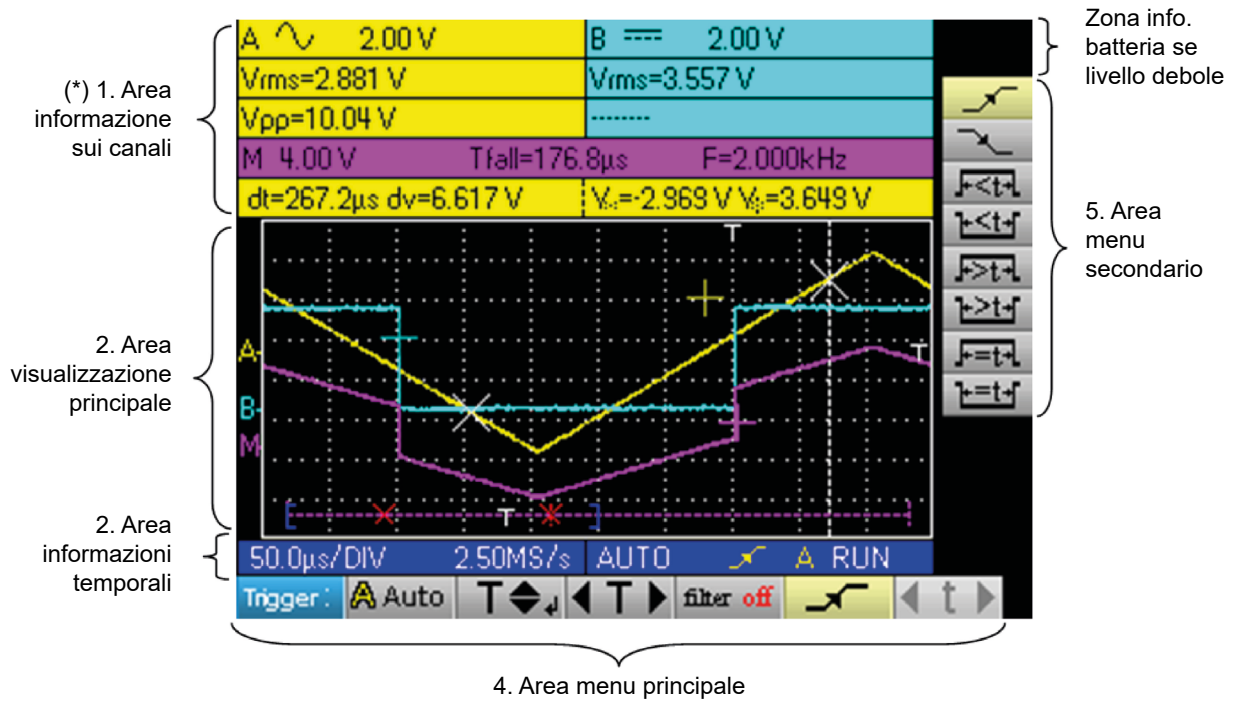 (*) 1. Area
informazione
sui canali
Zona info.
batteria se
livello debole
A 2.00 V
B 2.00 V
Vrms=2.881 V
Vrms=3.557 V
Vpp=10.04 V
--------
M 4.00 V Tfall=176.8µs F=2.000kHz
dt=267.2µs dv=6.617 V
=-2.969 V =3.649 V
T
A
B
M
T
T
2. Area
visualizzazione
principale
<t
<t
>t
>t
=t
=t
5. Area
menu
secondario
2. Area
informazioni
temporali
50.0µs/DIV 2.50MS/s AUTO A RUN
Trigger: A Auto T T filter off t
4. Area menu principale